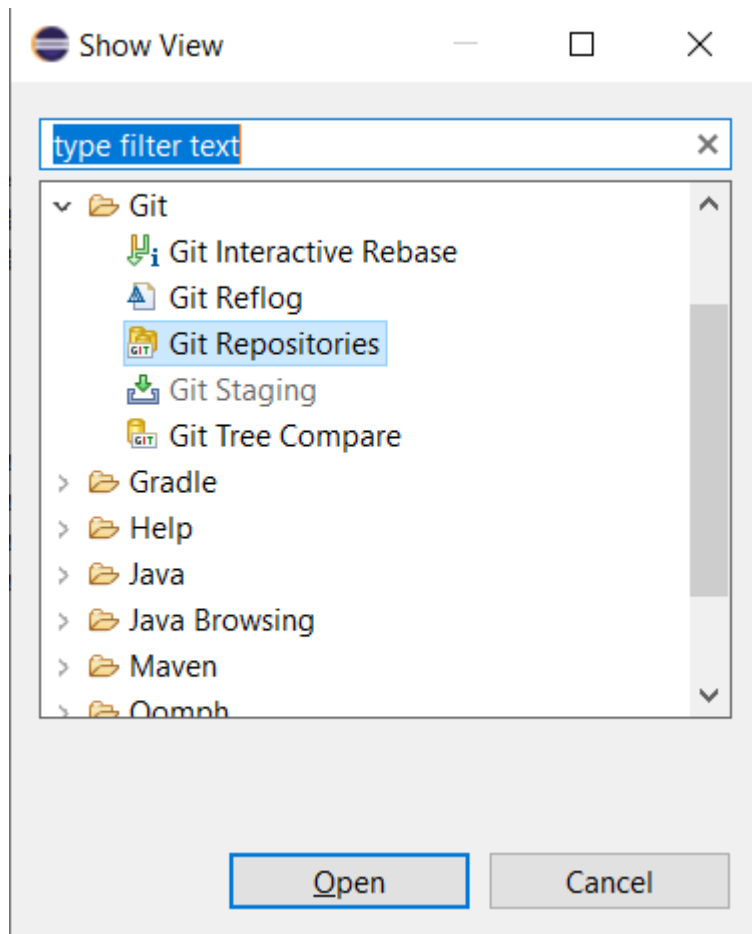 Show View
type filter text
Git
Git Interactive Rebase
Git Reflog
Git Repositories
Git Staging
Git Tree Compare
Gradle
Help
Java
Java Browsing
Maven
Oomph
Open
Cancel